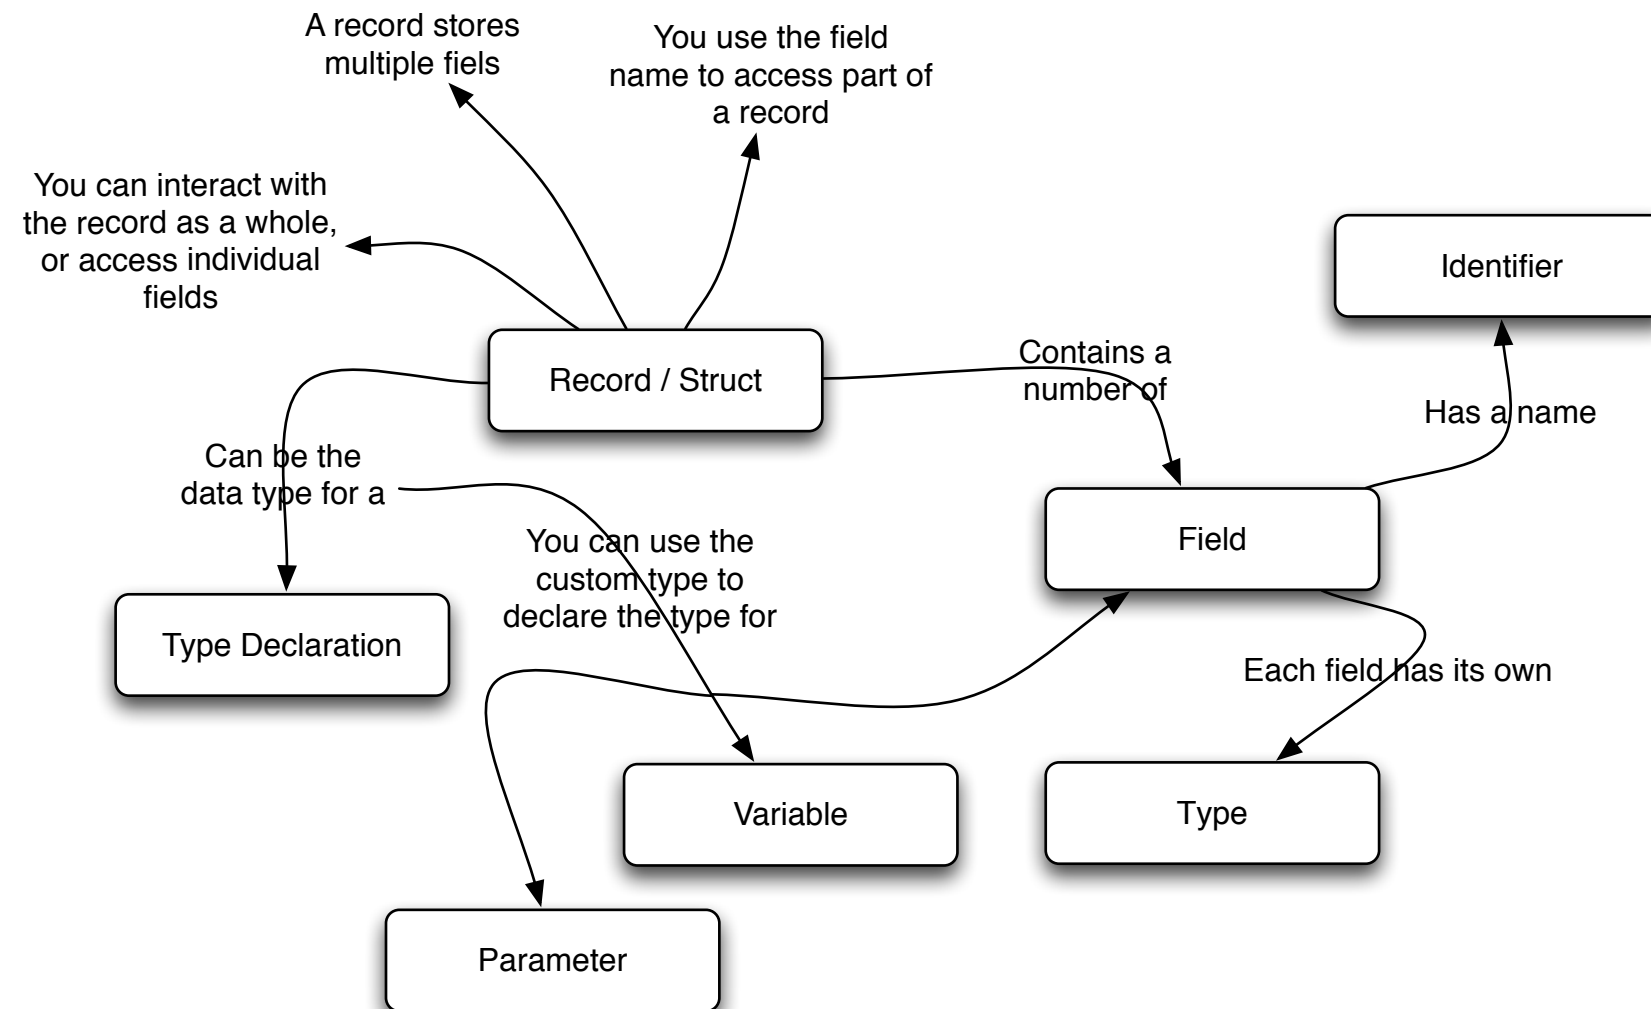 A record stores
multiple fiels
You use the field
name to access part of
a record
You can interact with
the record as a whole,
or access individual
fields
Identifier
Record / Struct
Contains a
number of
Has a name
Can be the
data type for a
Field
You can use the
custom type to
declare the type for
Type Declaration
Each field has its own
Variable
Type
Parameter